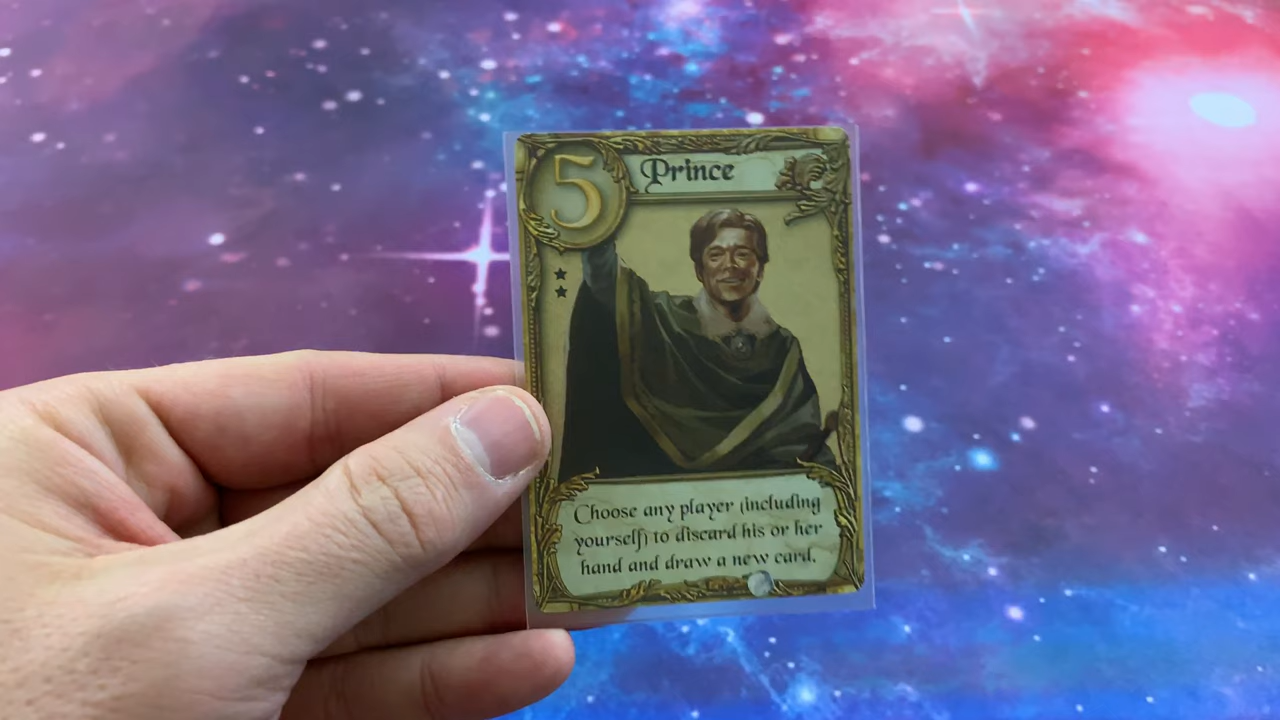 5 Prince
Choose any player (including
yourself) to discard his or her
hand and draw a new card.